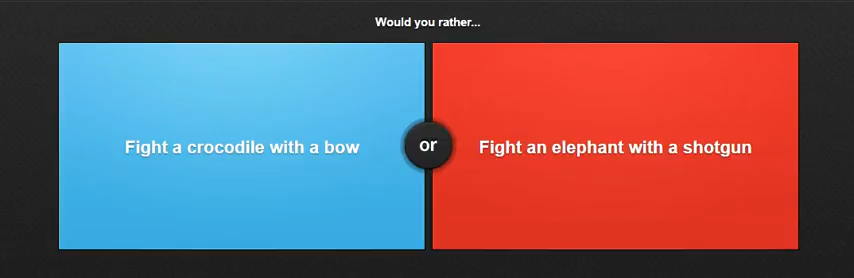 Would you rather...
Fight a crocodile with a bow
or
Fight an elephant with a shotgun